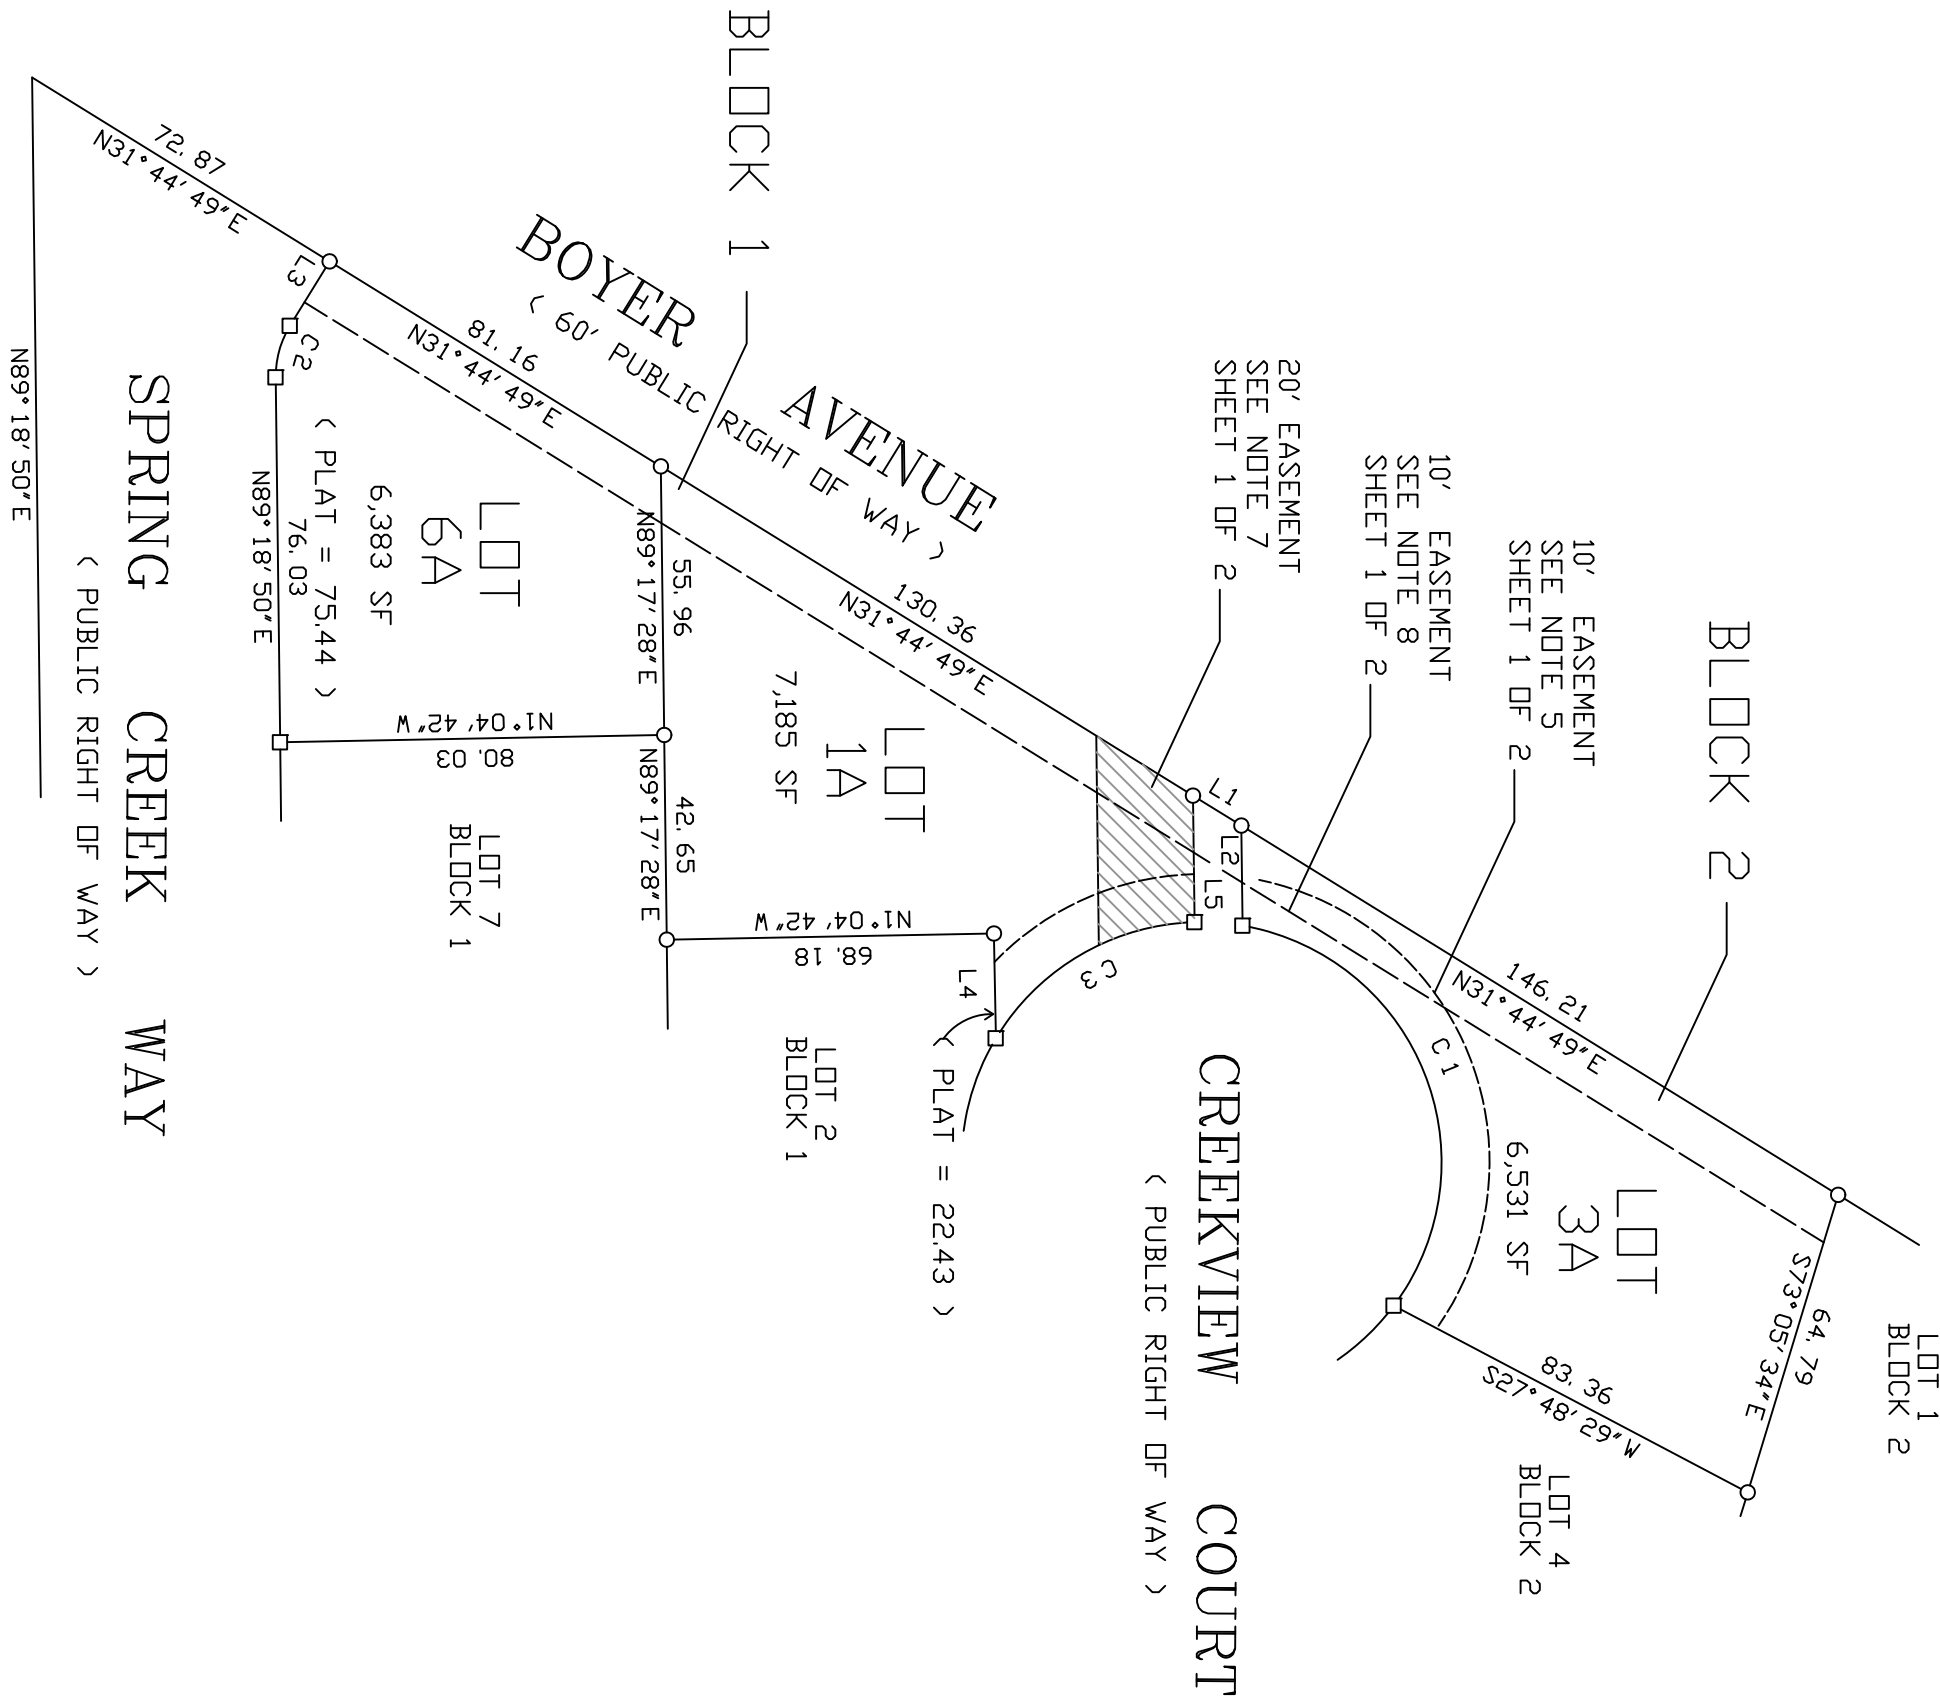 BLOCK 2
LOT 1
BLOCK 2
LOT
3A
6,531 SF
64.79
S73°05'34"E
83.36
S27°48'29"W
LOT 4
BLOCK 2
146.21
N31°44'49"E
C1
10' EASEMENT
SEE NOTE 5
SHEET 1 OF 2
10' EASEMENT
SEE NOTE 8
SHEET 1 OF 2
20' EASEMENT
SEE NOTE 7
SHEET 1 OF 2
L1
L2
L5
C3
CREEKVIEW COURT
( PUBLIC RIGHT OF WAY )
BOYER AVENUE
( 60' PUBLIC RIGHT OF WAY )
130.36
N31°44'49"E
LOT
1A
7,185 SF
L4
( PLAT = 22.43 )
N1°04'42"W
68.18
LOT 2
BLOCK 1
BLOCK 1
55.96
N89°17'28"E
42.65
N89°17'28"E
81.16
N31°44'49"E
LOT
6A
6,383 SF
( PLAT = 75.44 )
76.03
N89°18'50"E
N1°04'42"W
80.03
LOT 7
BLOCK 1
L3
C2
72.87
N31°44'49"E
SPRING CREEK WAY
( PUBLIC RIGHT OF WAY )
N89°18'50"E